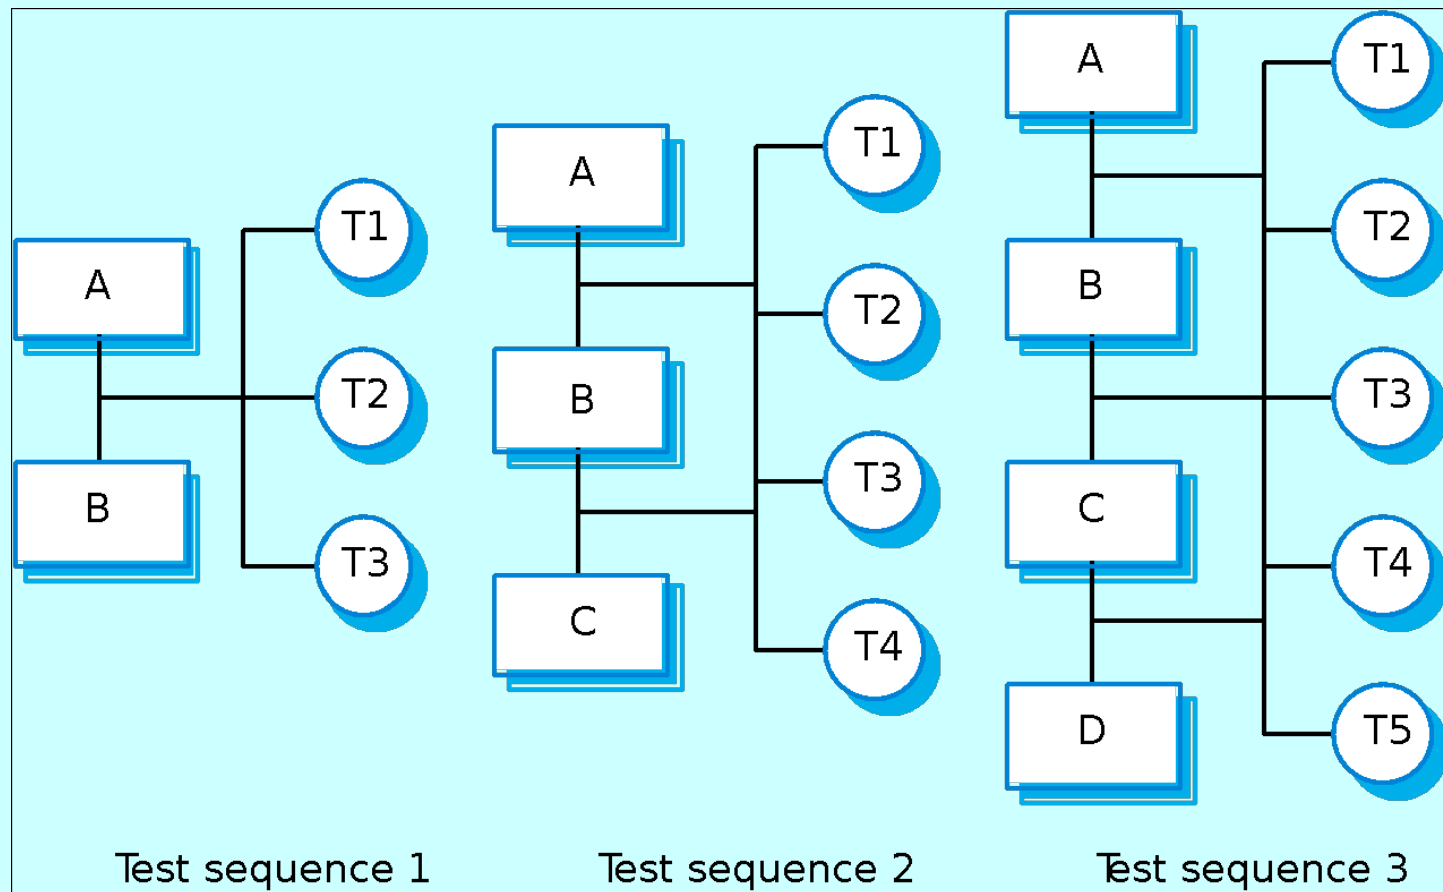 A
B
T1
T2
T3
Test sequence 1
A
B
C
T1
T2
T3
T4
Test sequence 2
A
B
C
D
T1
T2
T3
T4
T5
Test sequence 3